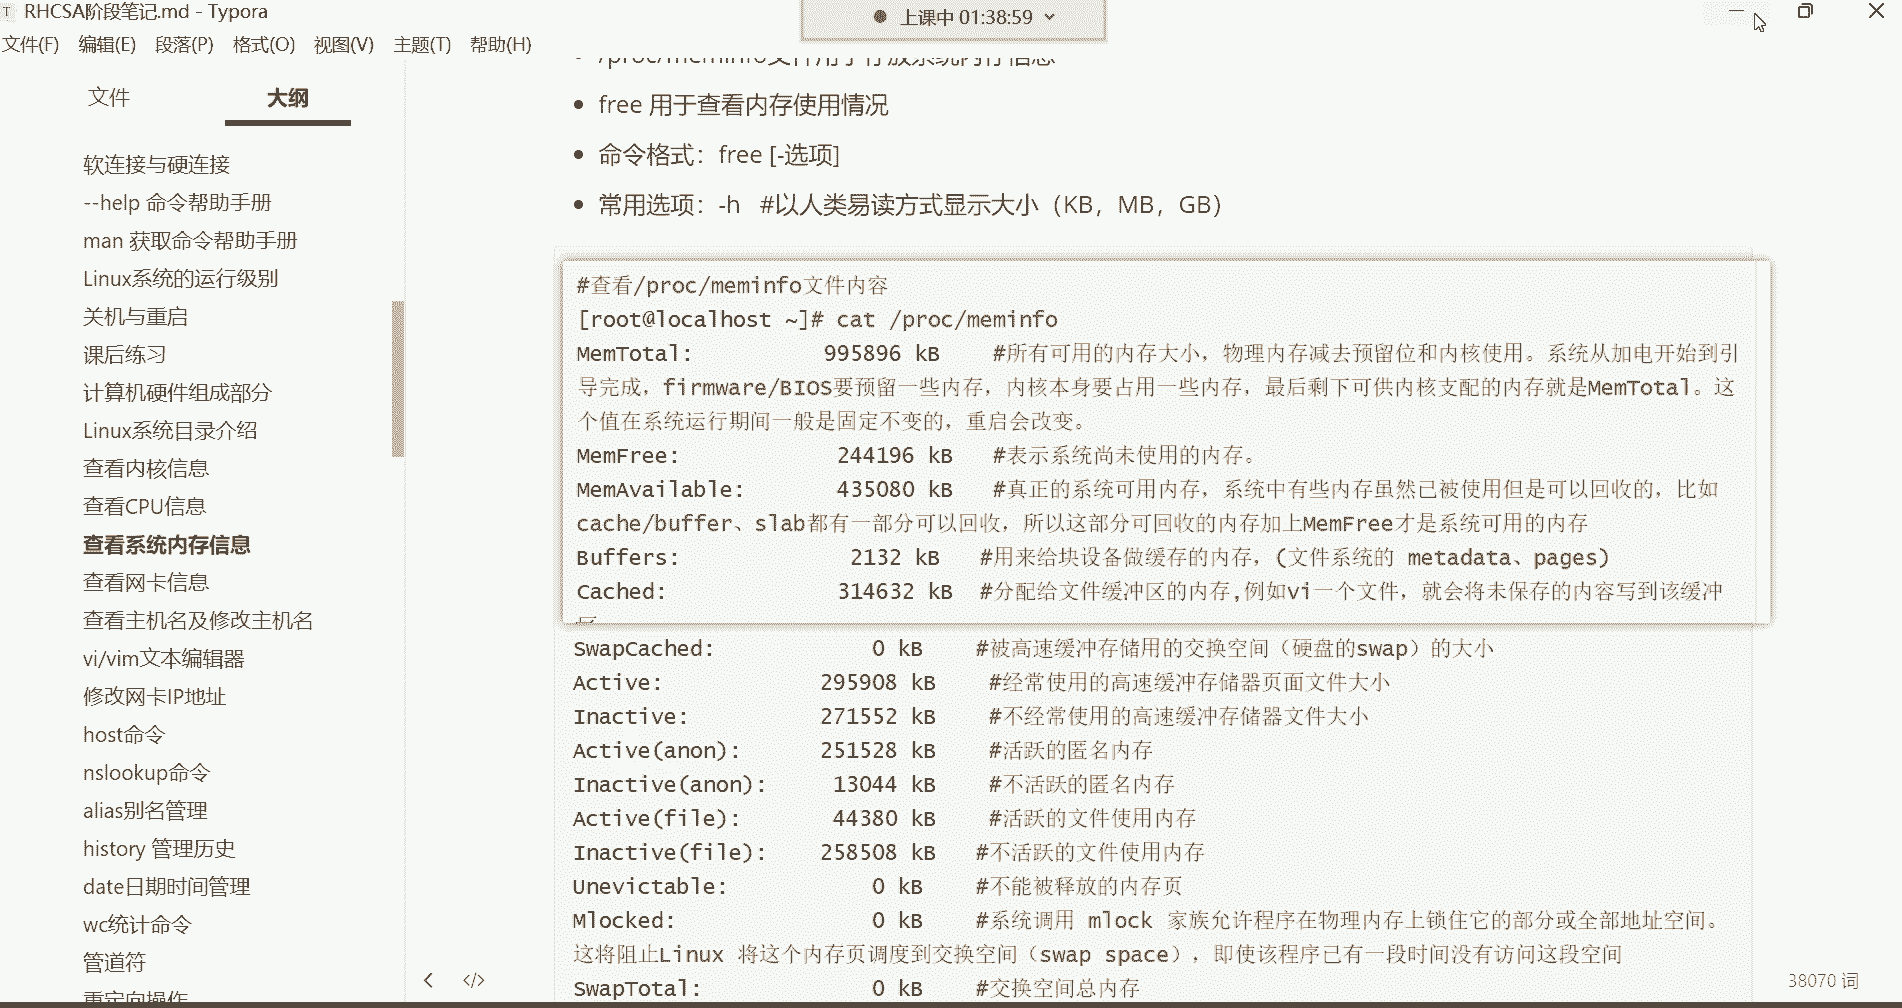 RHCSA阶段笔记.md - Typora
上课中 01:38:59
文件(F) 编辑(E) 段落(P) 格式(O) 视图(V) 主题(T) 帮助(H)
文件 大纲
软连接与硬连接
--help 命令帮助手册
man 获取命令帮助手册
Linux系统的运行级别
关机与重启
课后练习
计算机硬件组成部分
Linux系统目录介绍
查看内核信息
查看CPU信息
查看系统内存信息
查看网卡信息
查看主机名及修改主机名
vi/vim文本编辑器
修改网卡IP地址
host命令
nslookup命令
alias别名管理
history 管理历史
date日期时间管理
wc统计命令
管道符
重定向操作
/proc/meminfo文件用于存放系统内存信息
free 用于查看内存使用情况
命令格式：free [-选项]
常用选项：-h #以人类易读方式显示大小（KB，MB，GB）
#查看/proc/meminfo文件内容
[root@localhost ~]# cat /proc/meminfo
MemTotal: 995896 kB #所有可用的内存大小，物理内存减去预留位和内核使用。系统从加电开始到引
导完成，firmware/BIOS要预留一些内存，内核本身要占用一些内存，最后剩下可供内核支配的内存就是MemTotal。这
个值在系统运行期间一般是固定不变的，重启会改变。
MemFree: 244196 kB #表示系统尚未使用的内存。
MemAvailable: 435080 kB #真正的系统可用内存，系统中有些内存虽然已被使用但是可以回收的，比如
cache/buffer、slab都有一部分可以回收，所以这部分可回收的内存加上MemFree才是系统可用的内存
Buffers: 2132 kB #用来给块设备做缓存的内存，(文件系统的 metadata、pages)
Cached: 314632 kB #分配给文件缓冲区的内存,例如vi一个文件，就会将未保存的内容写到该缓冲
区
SwapCached: 0 kB #被高速缓冲存储用的交换空间（硬盘的swap）的大小
Active: 295908 kB #经常使用的高速缓冲存储器页面文件大小
Inactive: 271552 kB #不经常使用的高速缓冲存储器文件大小
Active(anon): 251528 kB #活跃的匿名内存
Inactive(anon): 13044 kB #不活跃的匿名内存
Active(file): 44380 kB #活跃的文件使用内存
Inactive(file): 258508 kB #不活跃的文件使用内存
Unevictable: 0 kB #不能被释放的内存页
Mlocked: 0 kB #系统调用 mlock 家族允许程序在物理内存上锁住它的部分或全部地址空间。
这将阻止Linux 将这个内存页调度到交换空间（swap space），即使该程序已有一段时间没有访问这段空间
SwapTotal: 0 kB #交换空间总内存
38070 词